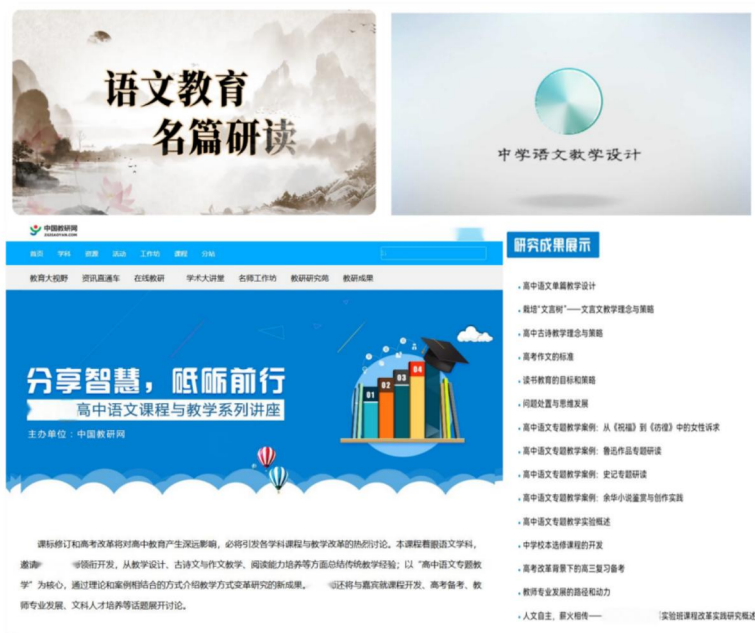 语文教育
名篇研读
中学语文教学设计
中国教研网
首页 学科 资源 活动 工作坊 课程 分站
教育大视野 资讯直通车 在线教研 学术大讲堂 名师工作坊 教研研究苑 教研成果
分享智慧，砥砺前行
高中语文课程与教学系列讲座
主办单位：中国教研网
01
02
03
04
课标修订和高考改革将对高中教育产生深远影响，必将引发各学科课程与教学改革的热烈讨论。本课程着眼语文学科，
邀请 领衔开发，从教学设计、古诗文与作文教学、阅读能力培养等方面总结传统教学经验；以“高中语文专题教
学”为核心，通过理论和案例相结合的方式介绍教学方式变革研究的新成果。 还将与嘉宾就课程开发、高考备考、教
师专业发展、文科人才培养等话题展开讨论。
研究成果展示
高中语文单篇教学设计
栽培“文言树”——文言文教学理念与策略
高中古诗教学理念与策略
高考作文的标准
读书教育的目标和策略
问题处置与思维发展
高中语文专题教学案例：从《祝福》到《彷徨》中的女性诉求
高中语文专题教学案例：鲁迅作品专题研读
高中语文专题教学案例：史记专题研读
高中语文专题教学案例：余华小说鉴赏与创作实践
高中语文专题教学实验概述
中学校本选修课程的开发
高考改革背景下的高三复习备考
教师专业发展的路径和动力
人文自主，薪火相传—— 实验班课程改革实践研究概述